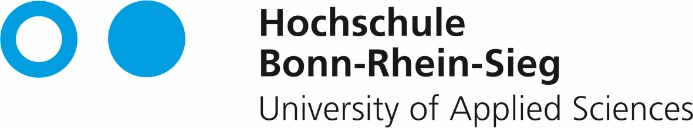 Hochschule
Bonn-Rhein-Sieg
University of Applied Sciences